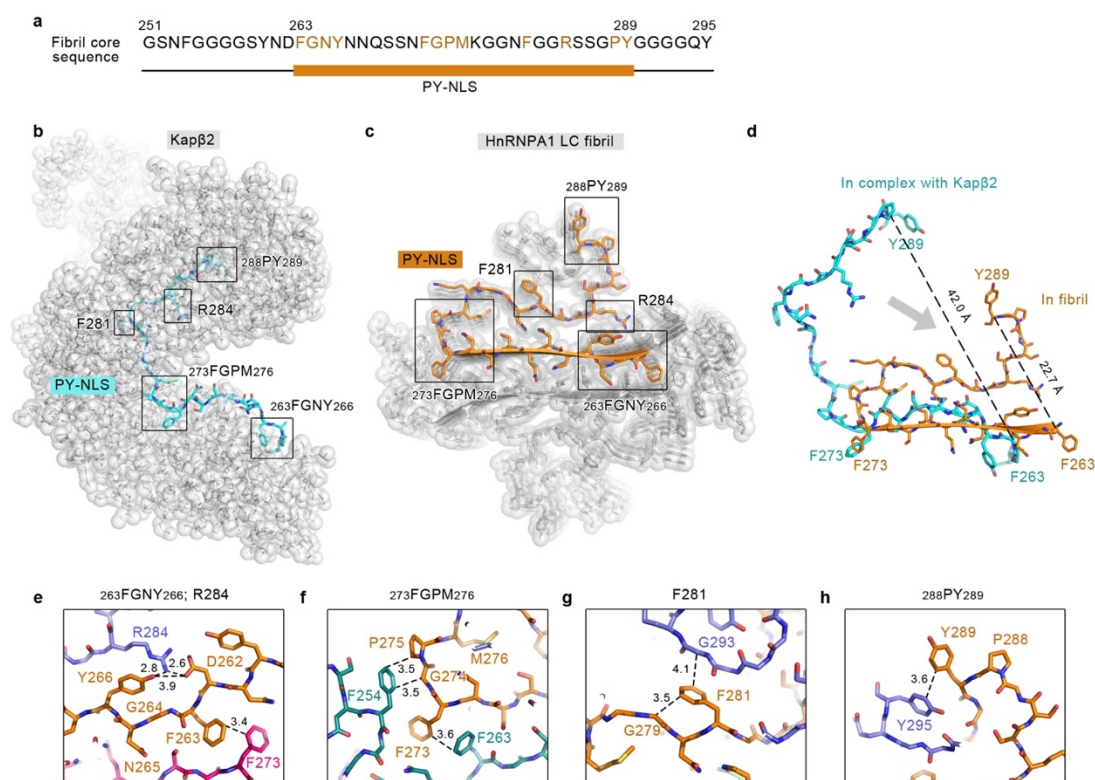 a
251 263 289 295
Fibril core sequence
GSNFGGGGSYNDFGNYNNQSSNFGPMKGGNFGGRSSGPYGGGGQY
PY-NLS
b
Kapβ2
288PY289
R284
F281
273FGPM276
PY-NLS
263FGNY266
c
HnRNPA1 LC fibril
288PY289
PY-NLS
F281
R284
273FGPM276
263FGNY266
d
In complex with Kapβ2
Y289
Y289
In fibril
42.0 Å
22.7 Å
F273
F273
F263
F263
e
263FGNY266; R284
R284
D262
2.8
2.6
Y266
3.9
G264
F263
3.4
N265
F273
f
273FGPM276
P275
M276
3.5
G274
F254
3.5
F273
3.6
F263
g
F281
G293
4.1
3.5
F281
G279
h
288PY289
Y289
P288
3.6
Y295